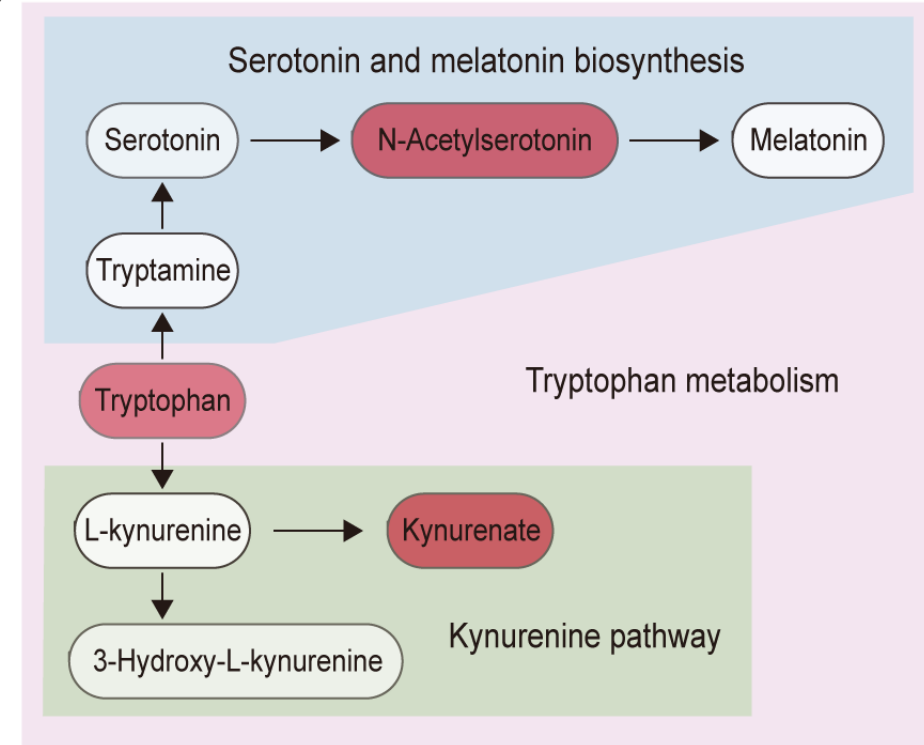 Serotonin and melatonin biosynthesis
Serotonin
N-Acetylserotonin
Melatonin
Tryptamine
Tryptophan
Tryptophan metabolism
L-kynurenine
Kynurenate
3-Hydroxy-L-kynurenine
Kynurenine pathway